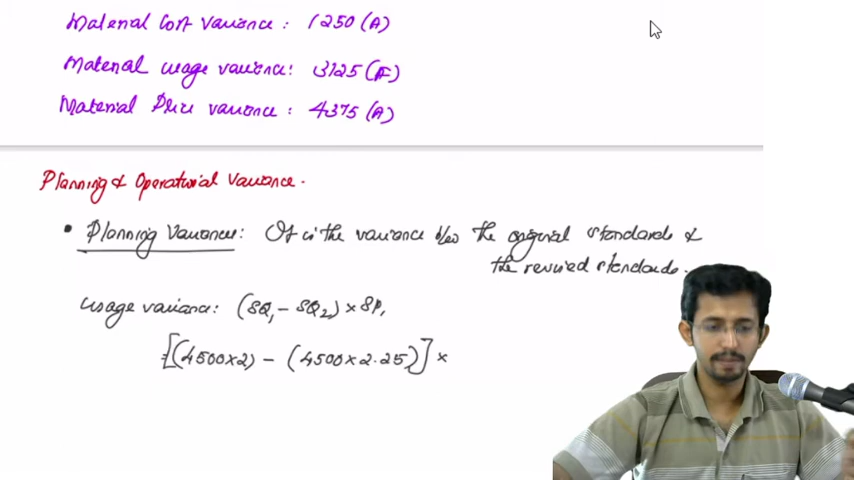 Material Cost Variance : 1250 (A)
Material usage variance: 3125 (F)
Material Price variance : 4375 (A)
Planning & Operational Variance.
• Planning Variance: It is the variance b/w the original standards &
the revised standards.
usage variance: (SQ1 - SQ2) × SP1
=[(4500×2) - (4500×2.25)] ×